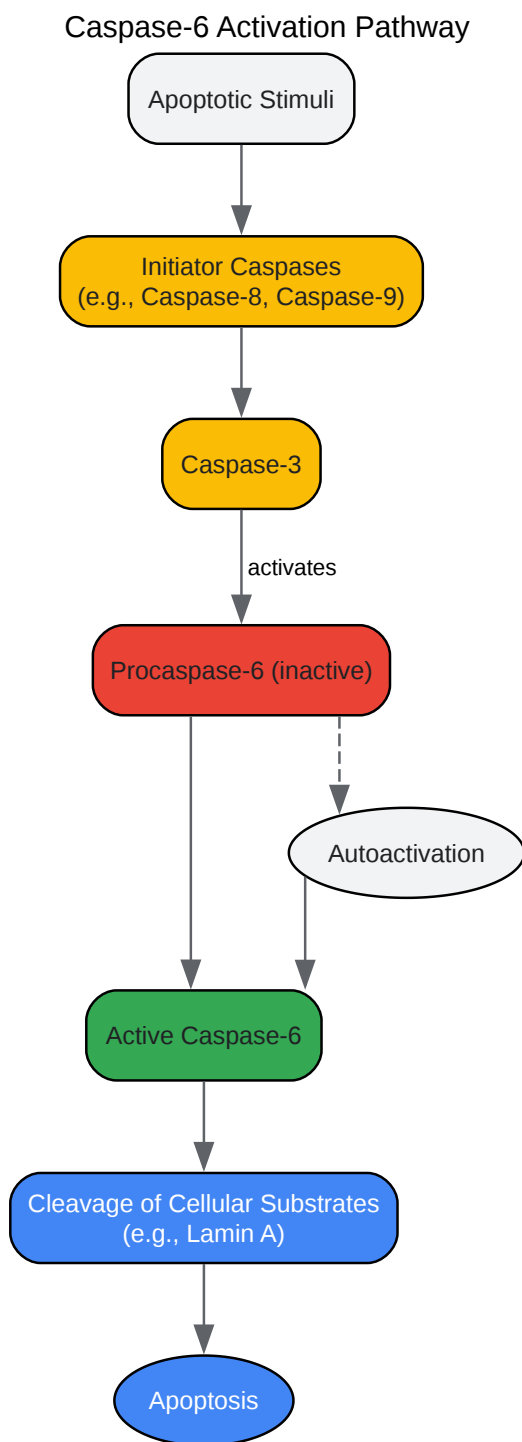 Caspase-6 Activation Pathway
Apoptotic Stimuli
Initiator Caspases
(e.g., Caspase-8, Caspase-9)
Caspase-3
activates
Procaspase-6 (inactive)
Autoactivation
Active Caspase-6
Cleavage of Cellular Substrates
(e.g., Lamin A)
Apoptosis